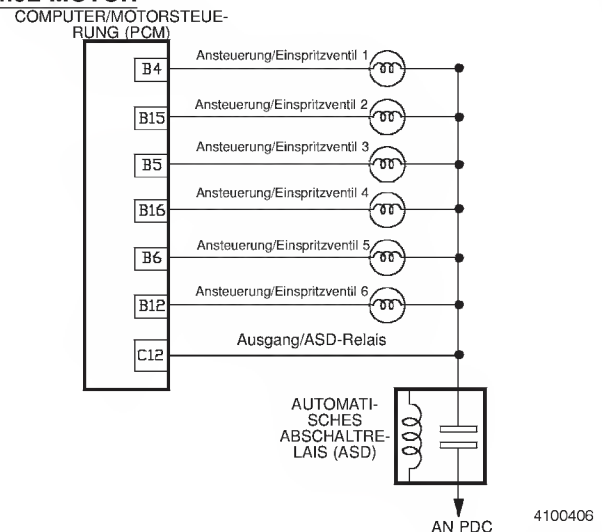 COMPUTER/MOTORSTEUE-
RUNG (PCM)
B4
Ansteuerung/Einspritzventil 1
B15
Ansteuerung/Einspritzventil 2
B5
Ansteuerung/Einspritzventil 3
B16
Ansteuerung/Einspritzventil 4
B6
Ansteuerung/Einspritzventil 5
B12
Ansteuerung/Einspritzventil 6
C12
Ausgang/ASD-Relais
AUTOMATI-
SCHES
ABSCHALTRE-
LAIS (ASD)
AN PDC
4100406